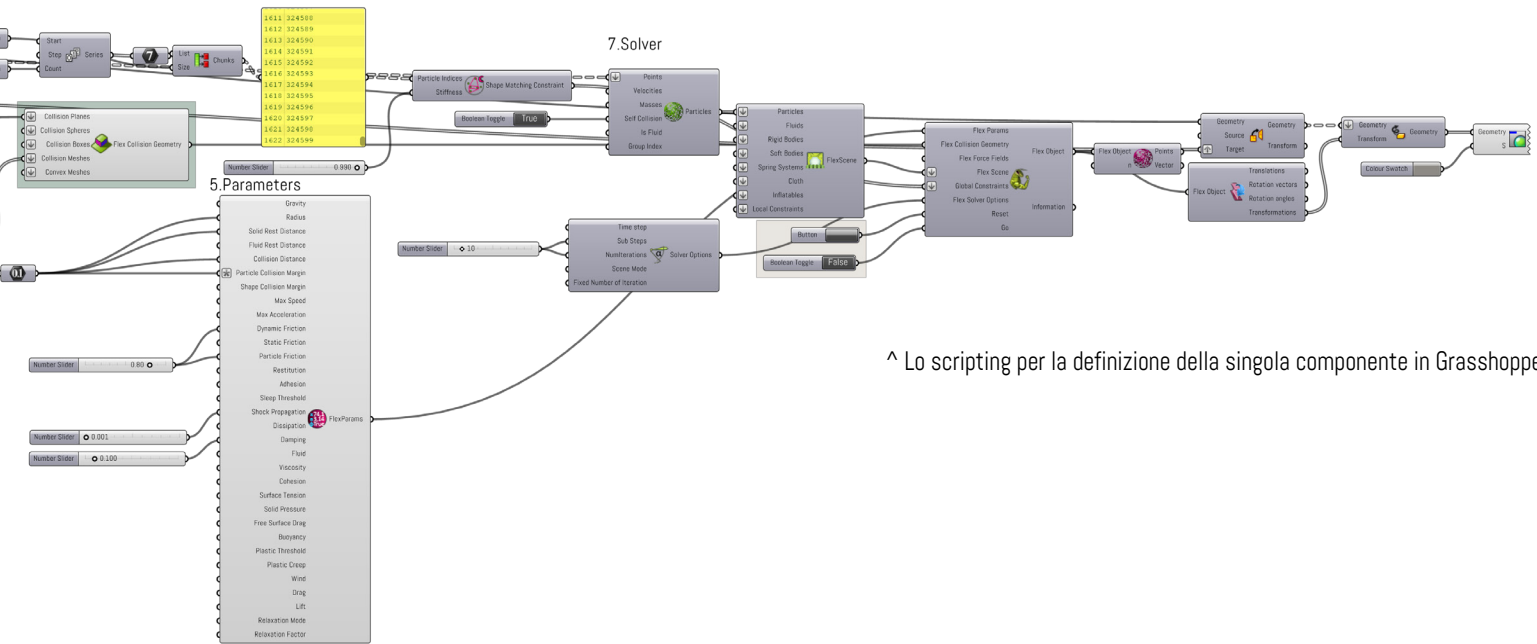 Start
Step
Count
Series
7
List
Size
Chunks
1611 324588
1612 324589
1613 324590
1614 324591
1615 324592
1616 324593
1617 324594
1618 324595
1619 324596
1620 324597
1621 324598
1622 324599
Collision Planes
Collision Spheres
Collision Boxes
Collision Meshes
Convex Meshes
Flex Collision Geometry
Number Slider 0.990
Particle Indices
Stiffness
Shape Matching Constraint
Boolean Toggle True
7.Solver
Points
Velocities
Masses
Self Collision
Is Fluid
Group Index
Particles
Particles
Fluids
Rigid Bodies
Soft Bodies
Spring Systems
Cloth
Inflatables
Local Constraints
FlexScene
Flex Params
Flex Collision Geometry
Flex Force Fields
Flex Scene
Global Constraints
Flex Solver Options
Reset
Go
Flex Object
Information
Flex Object
n
Points
Vector
Geometry
Source
Target
Geometry
Transform
Flex Object
Translations
Rotation vectors
Rotation angles
Transformations
Geometry
Transform
Geometry
Colour Swatch
Geometry
S
5.Parameters
0.1
Gravity
Radius
Solid Rest Distance
Fluid Rest Distance
Collision Distance
Particle Collision Margin
Shape Collision Margin
Max Speed
Max Acceleration
Dynamic Friction
Static Friction
Particle Friction
Restitution
Adhesion
Sleep Threshold
Shock Propagation
Dissipation
Damping
Fluid
Viscosity
Cohesion
Surface Tension
Solid Pressure
Free Surface Drag
Buoyancy
Plastic Threshold
Plastic Creep
Wind
Drag
Lift
Relaxation Mode
Relaxation Factor
FlexParams
Number Slider 0.80
Number Slider 0.001
Number Slider 0.100
Number Slider 10
Time step
Sub Steps
NumIterations
Scene Mode
Fixed Number of Iteration
Solver Options
Button
Boolean Toggle False
^ Lo scripting per la definizione della singola componente in Grasshoppe